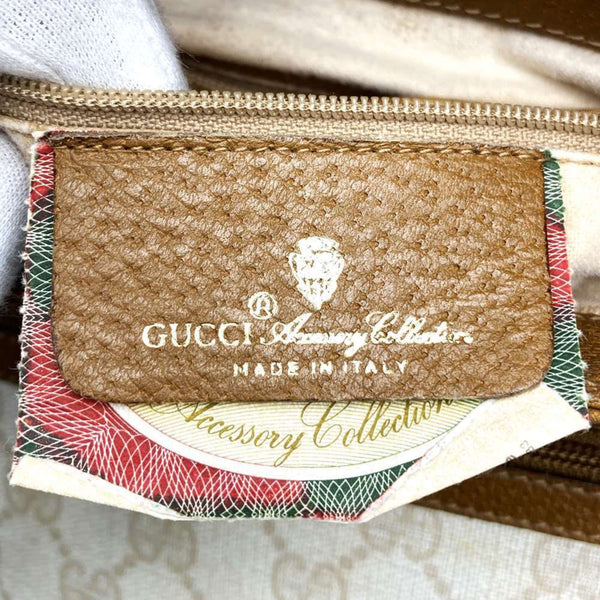 ® GUCCI Accessory Collection
MADE IN ITALY
Accessory Collection